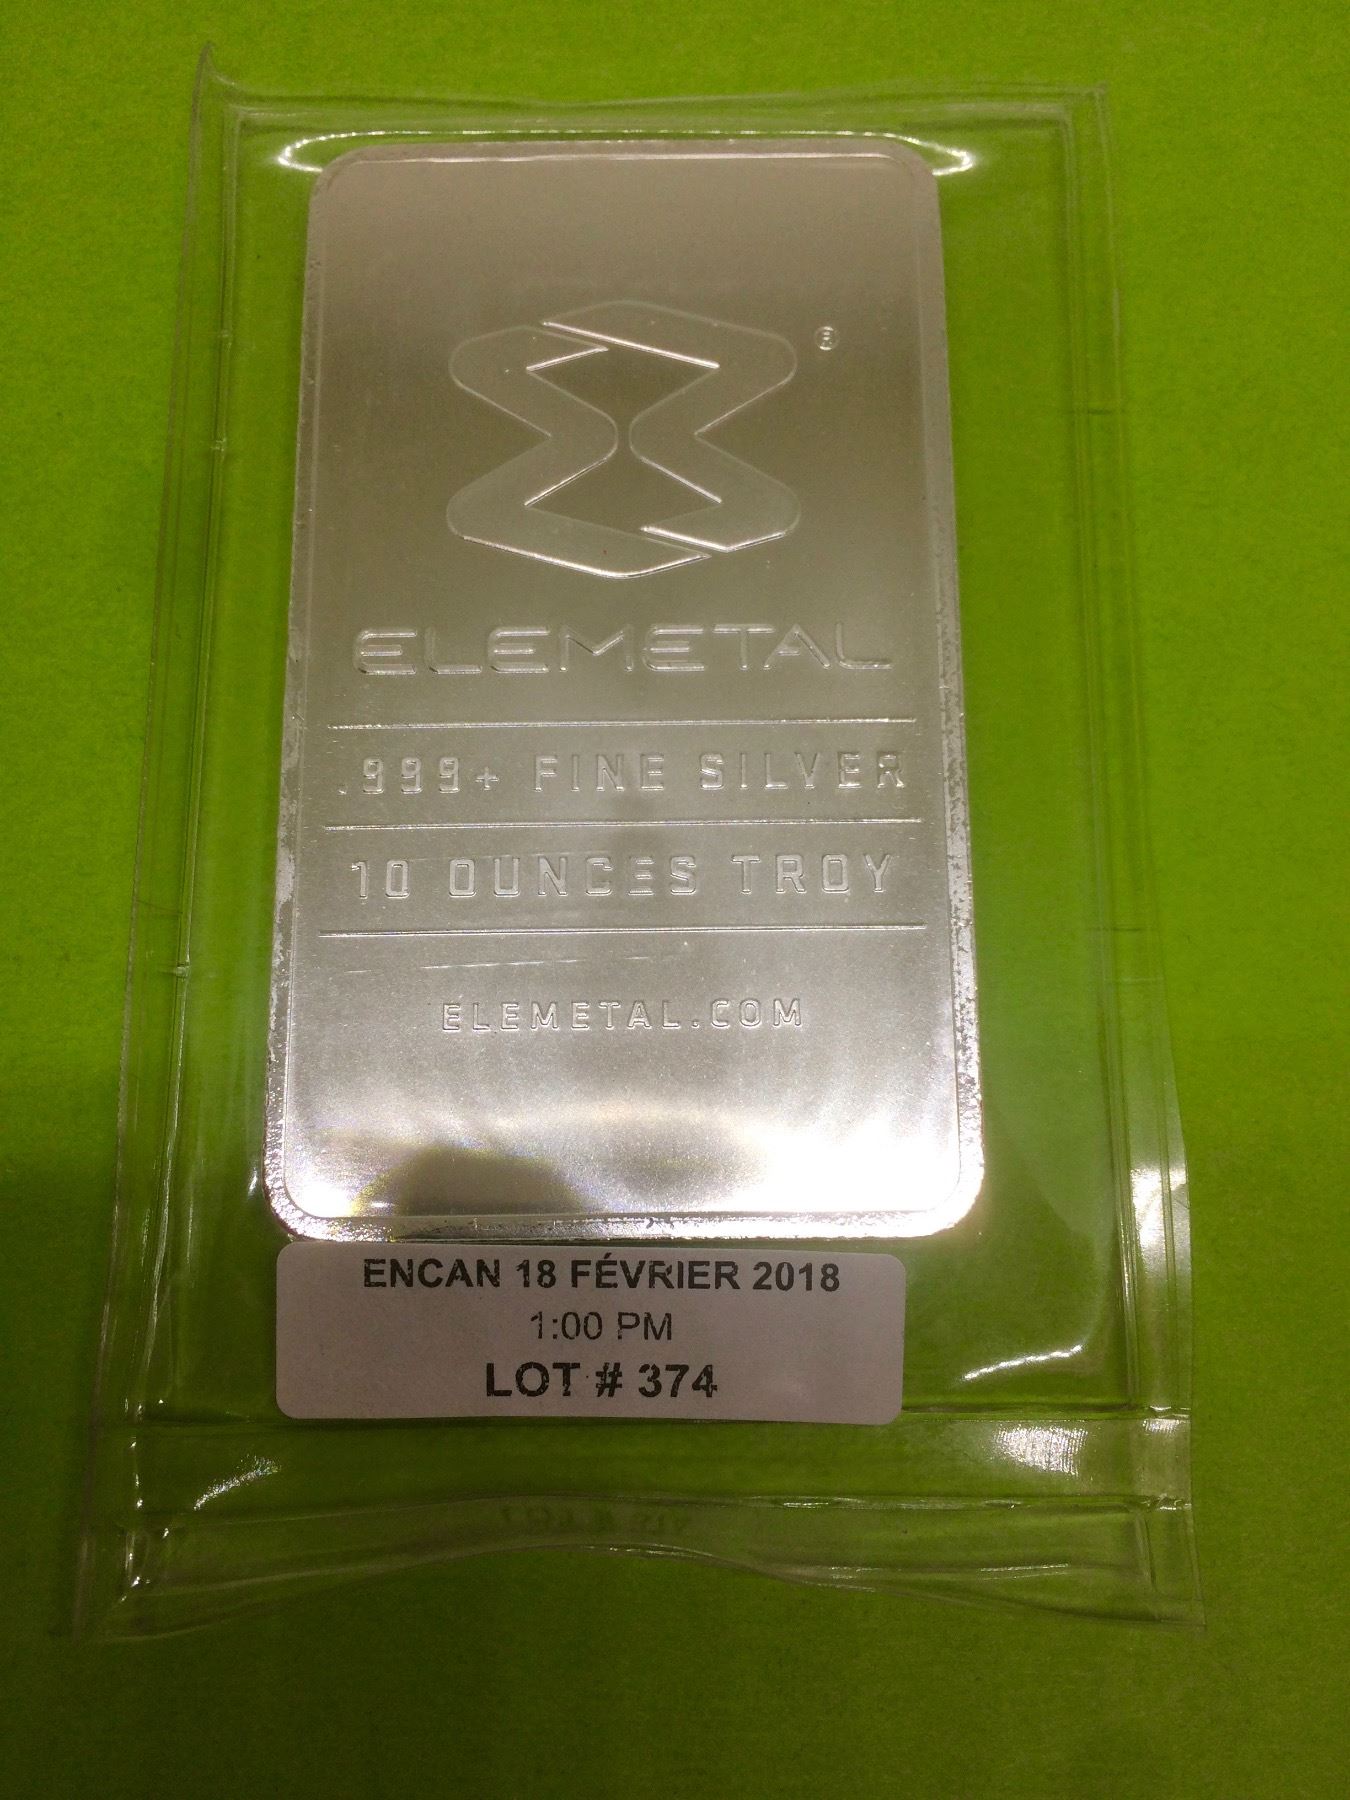 ®
ELEMETAL
.999+ FINE SILVER
10 OUNCES TROY
ELEMETAL.COM
ENCAN 18 FÉVRIER 2018
1:00 PM
LOT # 374